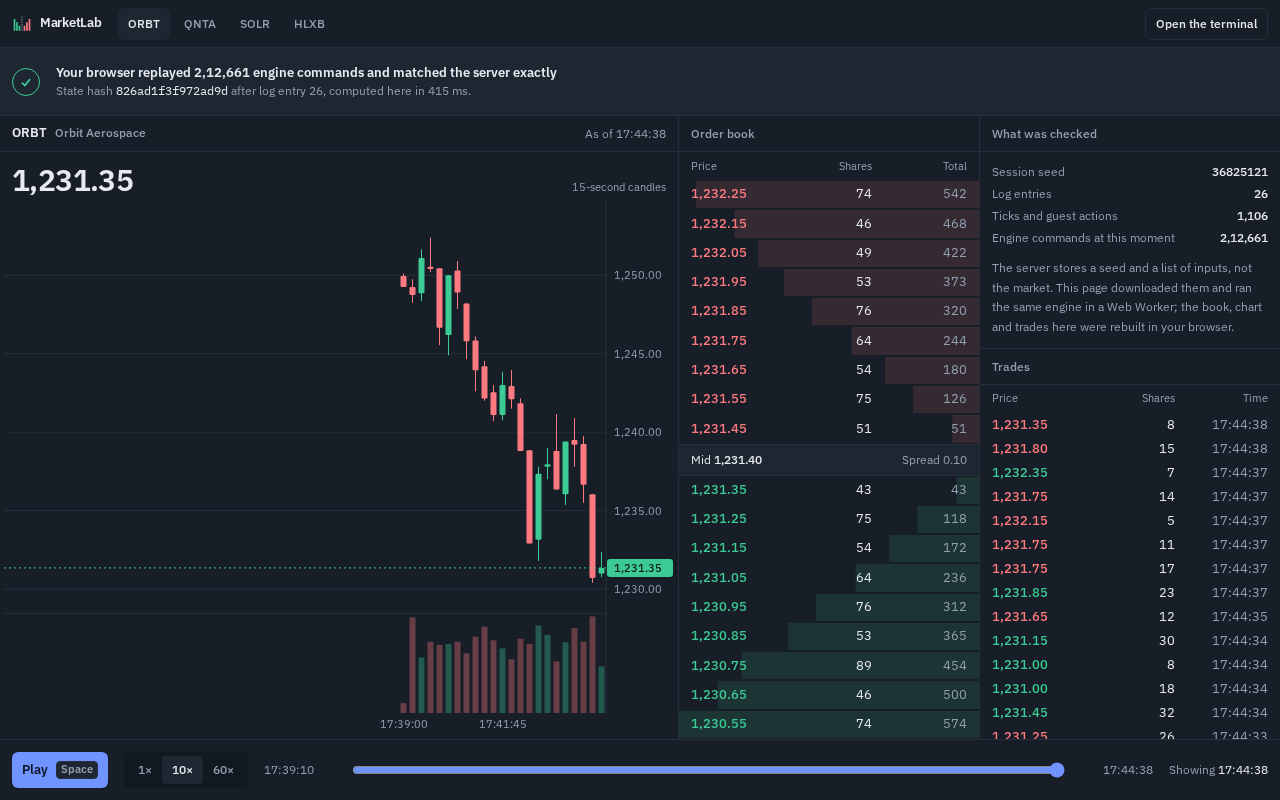 MarketLab ORBT QNTA SOLR HLXB Open the terminal
Your browser replayed 2,12,661 engine commands and matched the server exactly
State hash 826ad1f3f972ad9d after log entry 26, computed here in 415 ms.
ORBT Orbit Aerospace As of 17:44:38
1,231.35
15-second candles
1,250.00
1,245.00
1,240.00
1,235.00
1,231.35
1,230.00
17:39:00 17:41:45
Order book
Price Shares Total
1,232.25 74 542
1,232.15 46 468
1,232.05 49 422
1,231.95 53 373
1,231.85 76 320
1,231.75 64 244
1,231.65 54 180
1,231.55 75 126
1,231.45 51 51
Mid 1,231.40 Spread 0.10
1,231.35 43 43
1,231.25 75 118
1,231.15 54 172
1,231.05 64 236
1,230.95 76 312
1,230.85 53 365
1,230.75 89 454
1,230.65 46 500
1,230.55 74 574
What was checked
Session seed 36825121
Log entries 26
Ticks and guest actions 1,106
Engine commands at this moment 2,12,661
The server stores a seed and a list of inputs, not
the market. This page downloaded them and ran
the same engine in a Web Worker; the book, chart
and trades here were rebuilt in your browser.
Trades
Price Shares Time
1,231.35 8 17:44:38
1,231.80 15 17:44:38
1,232.35 7 17:44:37
1,231.75 14 17:44:37
1,232.15 5 17:44:37
1,231.75 11 17:44:37
1,231.75 17 17:44:37
1,231.85 23 17:44:37
1,231.65 12 17:44:35
1,231.15 30 17:44:34
1,231.00 8 17:44:34
1,231.00 18 17:44:34
1,231.45 32 17:44:34
1,231.25 26 17:44:33
Play Space 1× 10× 60× 17:39:10 17:44:38 Showing 17:44:38